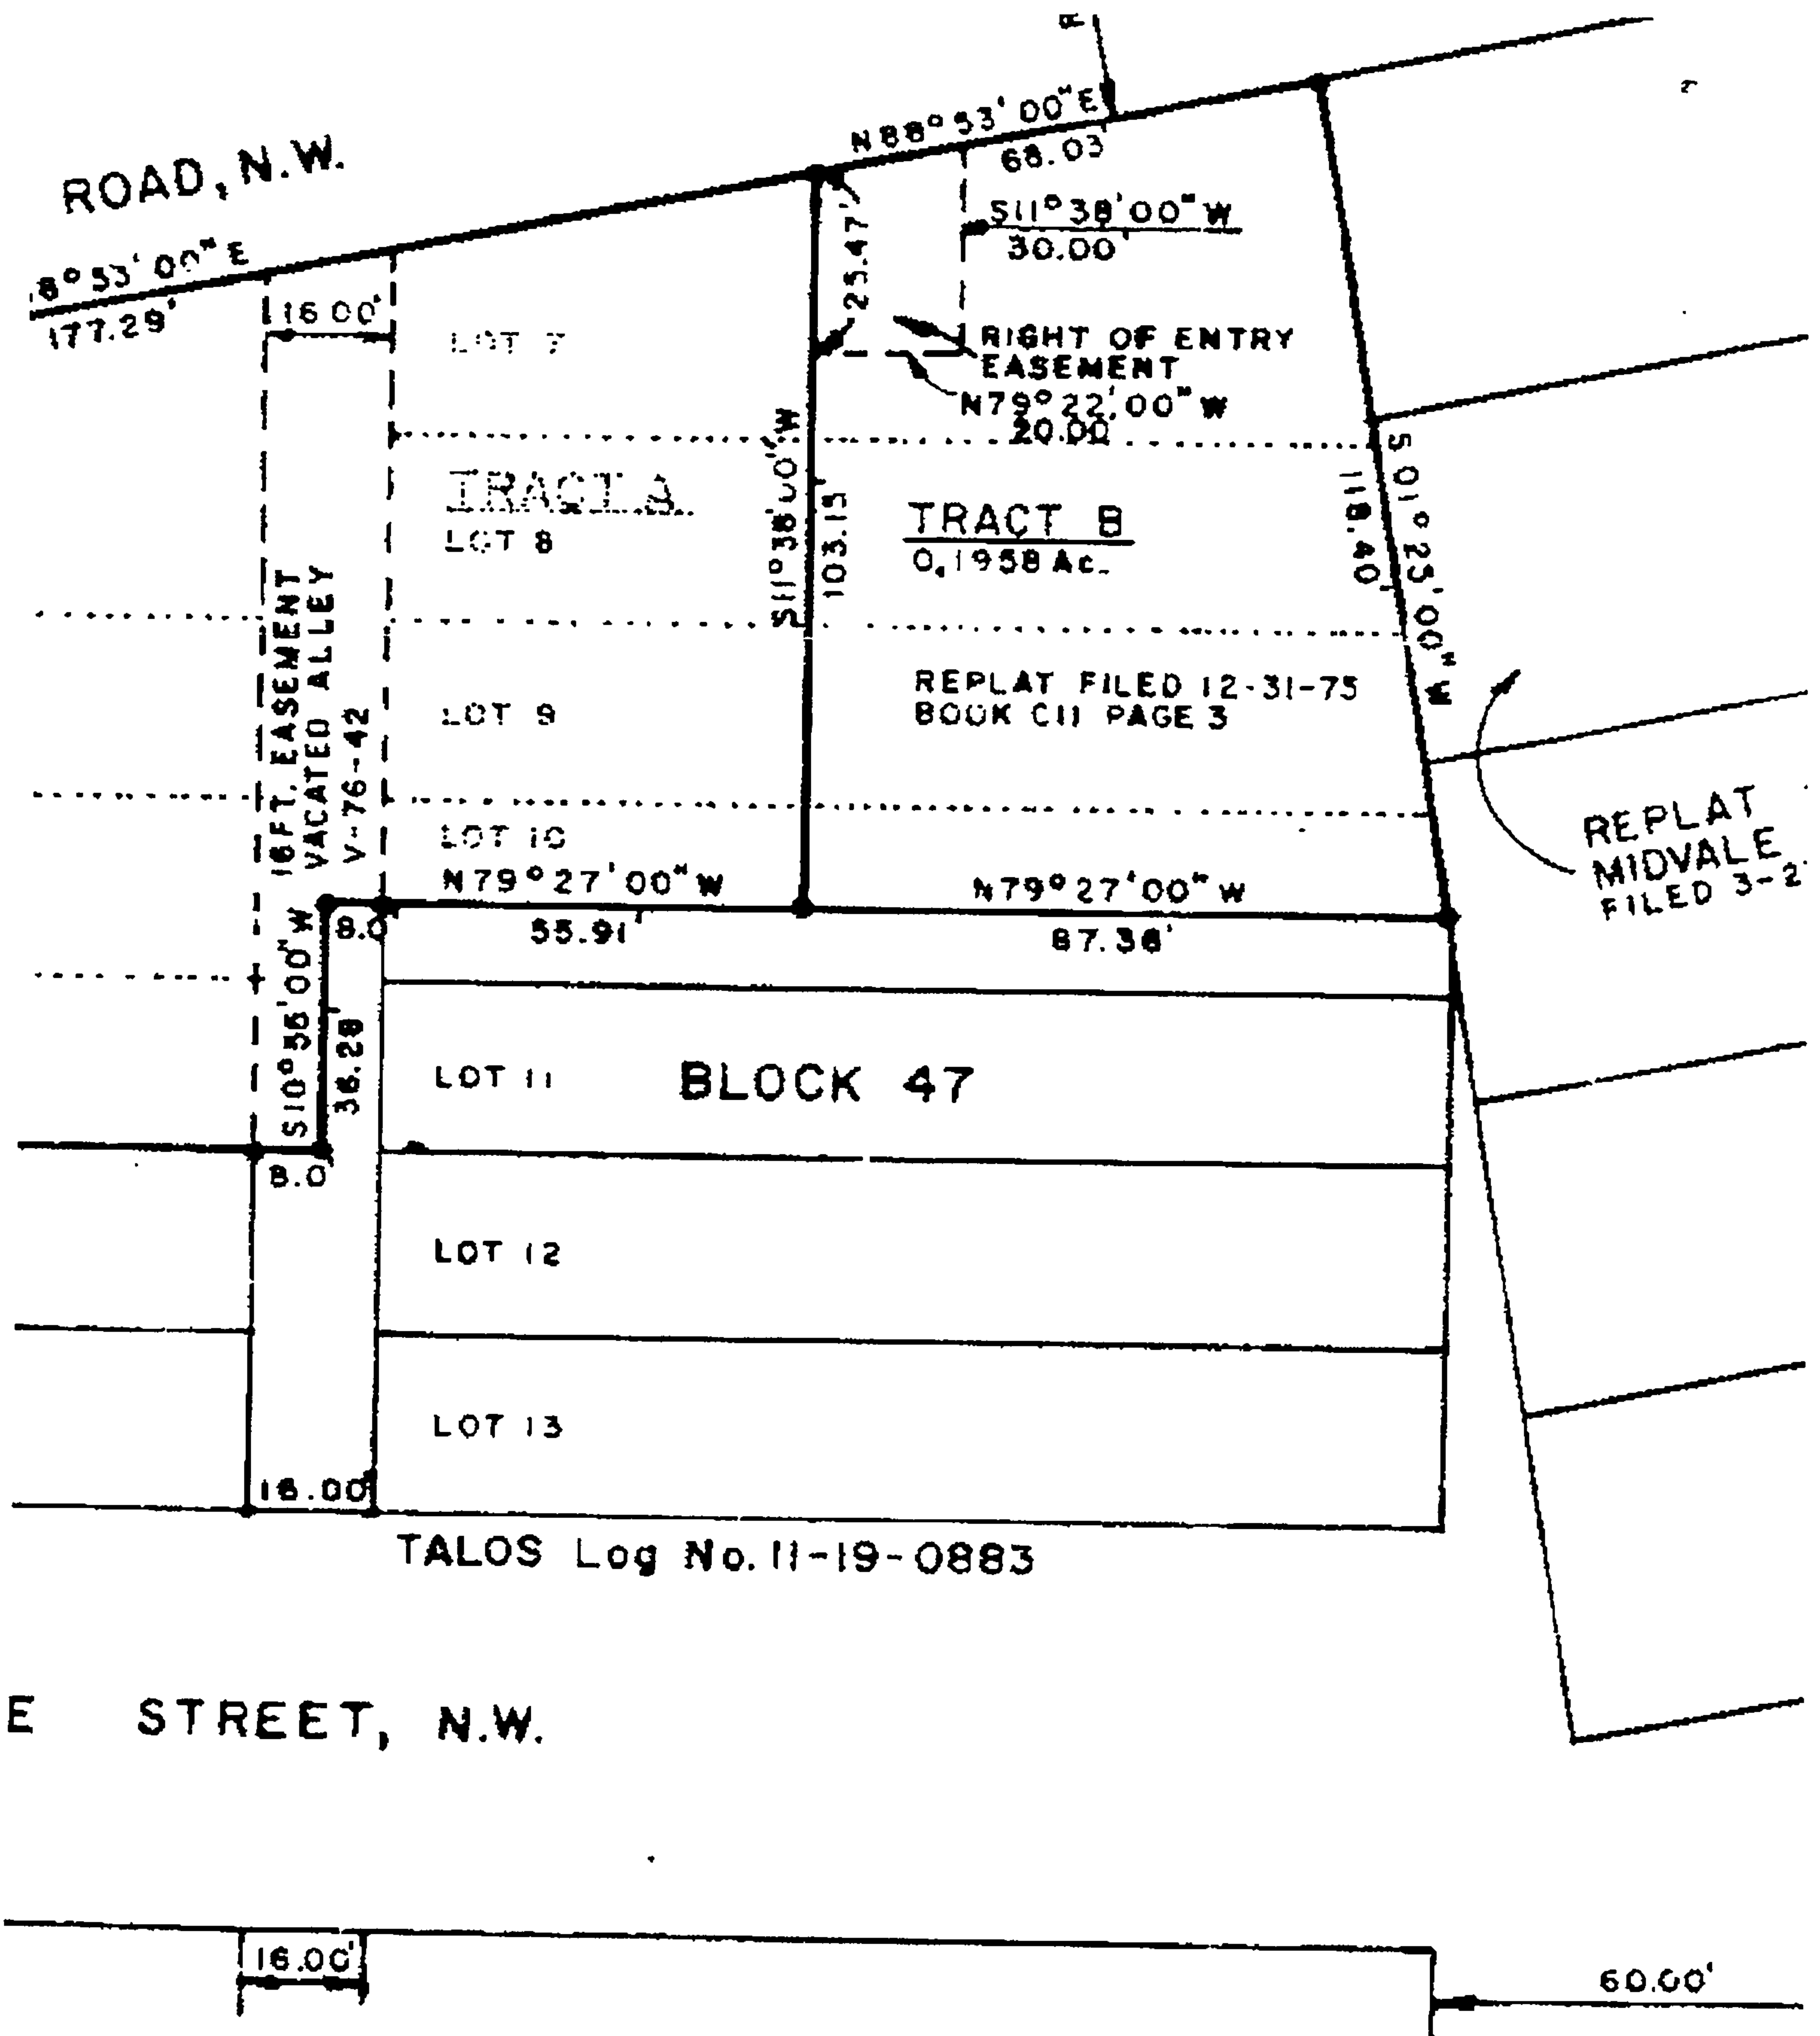 N88°53'00"E
68.03'
ROAD, N.W.
8°53'00"E
177.29'
S11°38'00"W
30.00'
25.47'
16.00'
LOT 7
RIGHT OF ENTRY
EASEMENT
N79°22'00"W
20.00
TRACT A
LOT 8
S11°38'00"W
103.15'
TRACT B
0.1958 Ac.
S 01°25'00" W
118.40'
16FT. EASEMENT
VACATED ALLEY
V-76-42
LOT 9
REPLAT FILED 12-31-75
BOOK C11 PAGE 3
REPLAT
MIDVALE
FILED 3-2
LOT 10
N79°27'00"W
N79°27'00"W
8.0'
55.91'
87.36'
36.28'
LOT 11
BLOCK 47
8.0'
LOT 12
LOT 13
16.00'
TALOS Log No. 11-19-0883
E STREET, N.W.
16.00'
60.00'